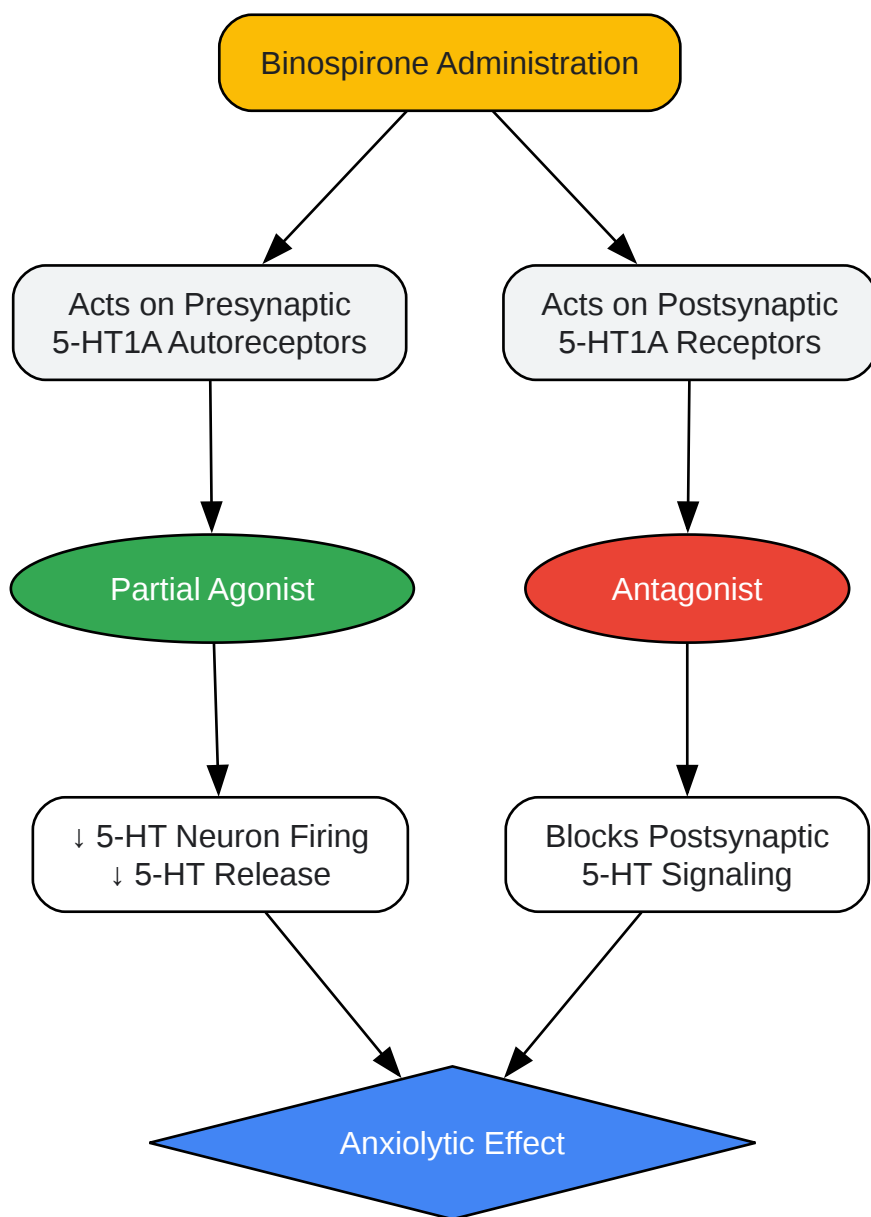 Binospirone Administration
Acts on Presynaptic
5-HT1A Autoreceptors
Acts on Postsynaptic
5-HT1A Receptors
Partial Agonist
Antagonist
↓ 5-HT Neuron Firing
↓ 5-HT Release
Blocks Postsynaptic
5-HT Signaling
Anxiolytic Effect